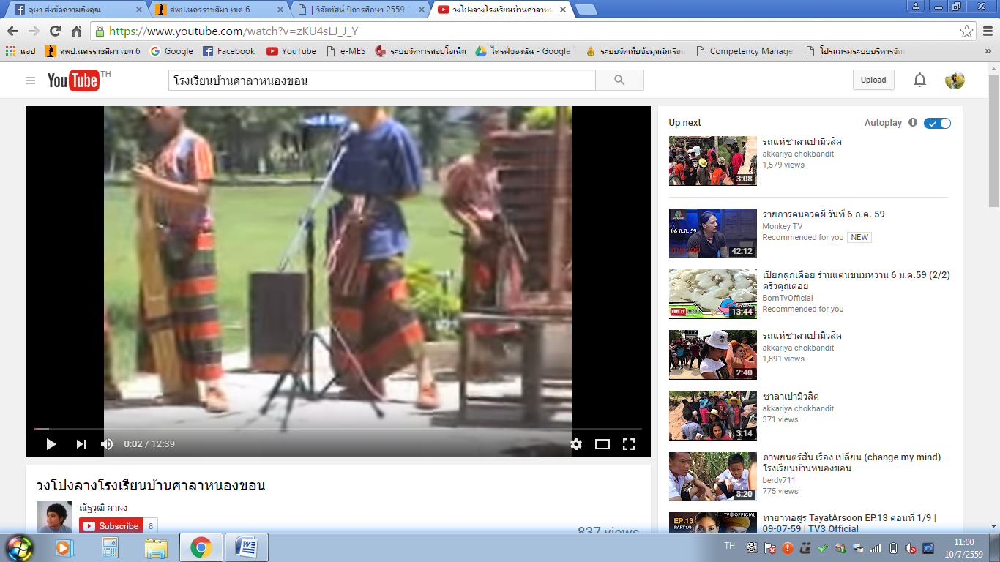 อุษา ส่งข้อความถึงคุณ
สพป.นครราชสีมา เขต 6
| วิสัยทัศน์ ปีการศึกษา 2559 "
วงโปงลางโรงเรียนบ้านศาลาหนอง
https://www.youtube.com/watch?v=zKU4sLJ_J_Y
แอป สพป.นครราชสีมา เขต 6 Google Facebook YouTube e-MES ระบบจัดการสอบโอเน็ต ไดรฟ์ของฉัน - Google ระบบจัดเก็บข้อมูลนักเรียน Competency Manager โปรแกรมระบบบริหารจัด »
YouTube TH
โรงเรียนบ้านศาลาหนองขอน
Upload
Up next
Autoplay
รถแห่ซาลาเปามิวสิค
akkariya chokbandit
1,579 views
3:08
รายการคนอวดผี วันที่ 6 ก.ค. 59
Monkey TV
Recommended for you NEW
06 ก.ค. 59
42:12
เปียกลูกเดือย ร้านแตนขนมหวาน 6 ม.ค.59 (2/2)
ครัวคุณต๋อย
BornTvOfficial
Recommended for you
13:44
รถแห่ซาลาเปามิวสิค
akkariya chokbandit
1,891 views
2:40
ซาลาเปามิวสิค
akkariya chokbandit
371 views
3:14
ภาพยนตร์สั้น เรื่อง เปลี่ยน (change my mind)
โรงเรียนบ้านหนองขอน
berdy711
775 views
8:20
ทายาทอสูร TayatArsoon EP.13 ตอนที่ 1/9 |
09-07-59 | TV3 Official
EP.13
PART1/9
TV3 OFFICIAL
0:02 / 12:39
วงโปงลางโรงเรียนบ้านศาลาหนองขอน
ณัฐวุฒิ ผาผง
Subscribe 8
837 views
TH
11:00
10/7/2559